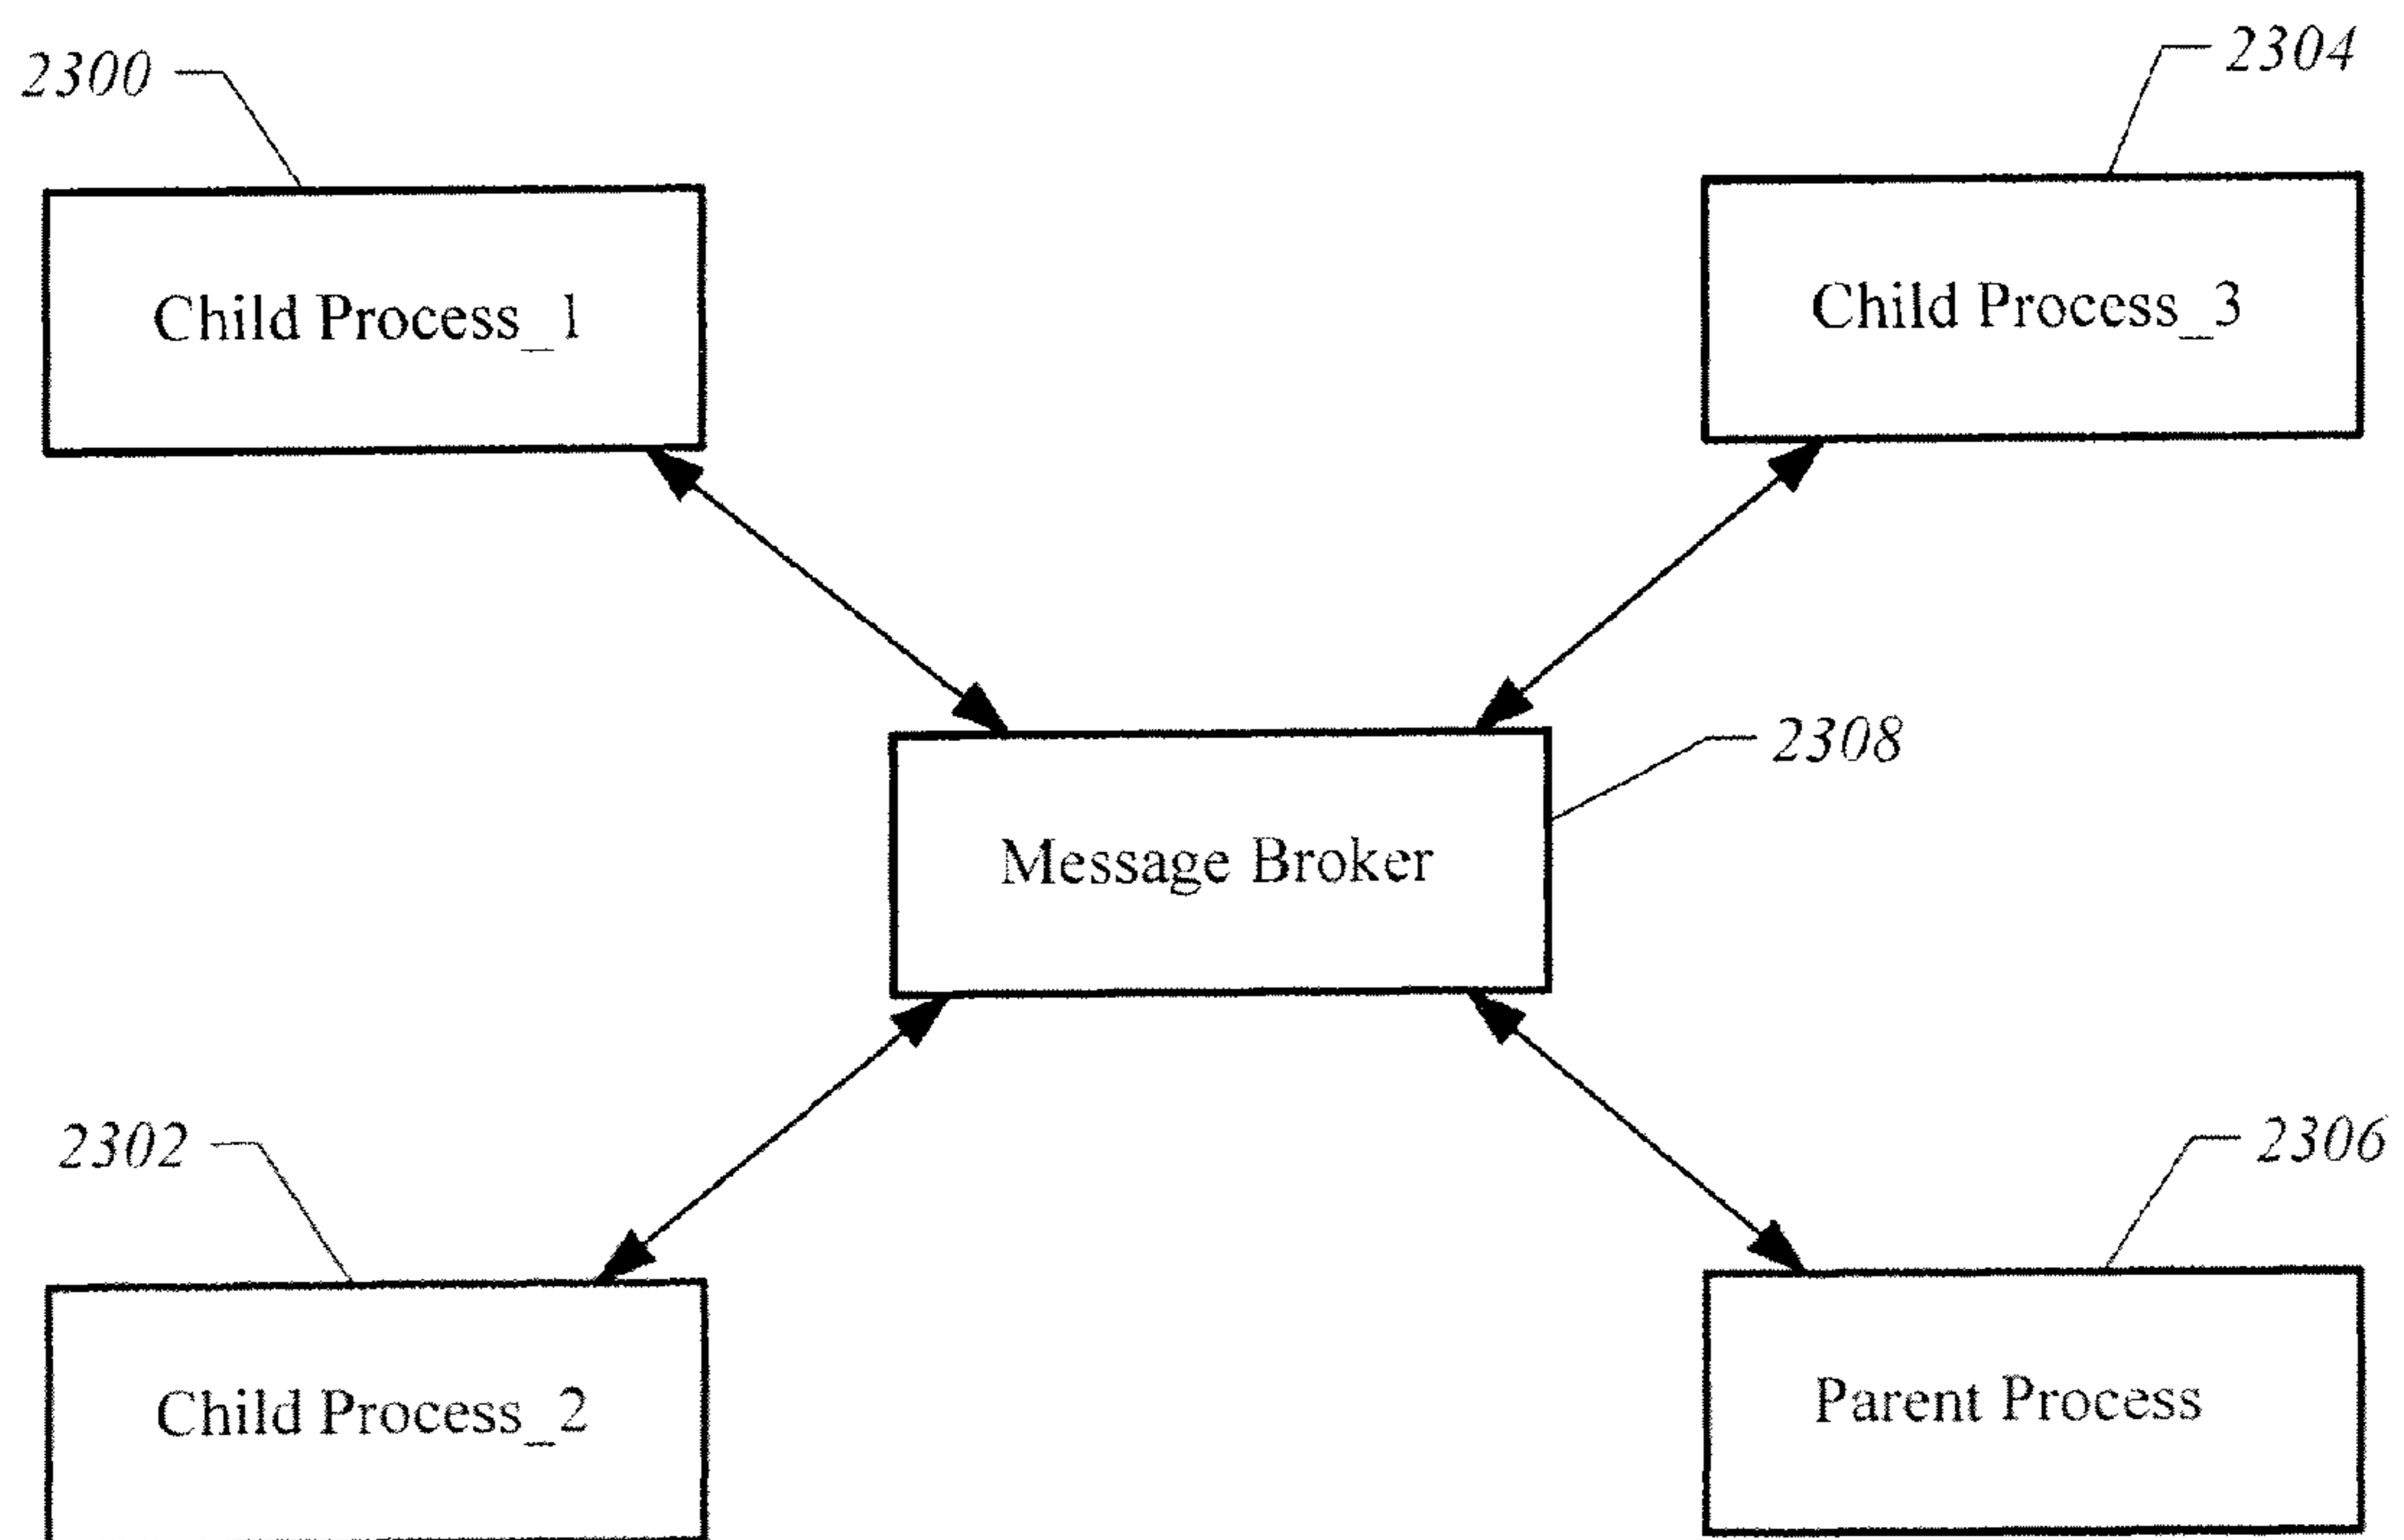 2300
2304
Child Process_1
Child Process_3
2308
Message Broker
2302
2306
Child Process_2
Parent Process